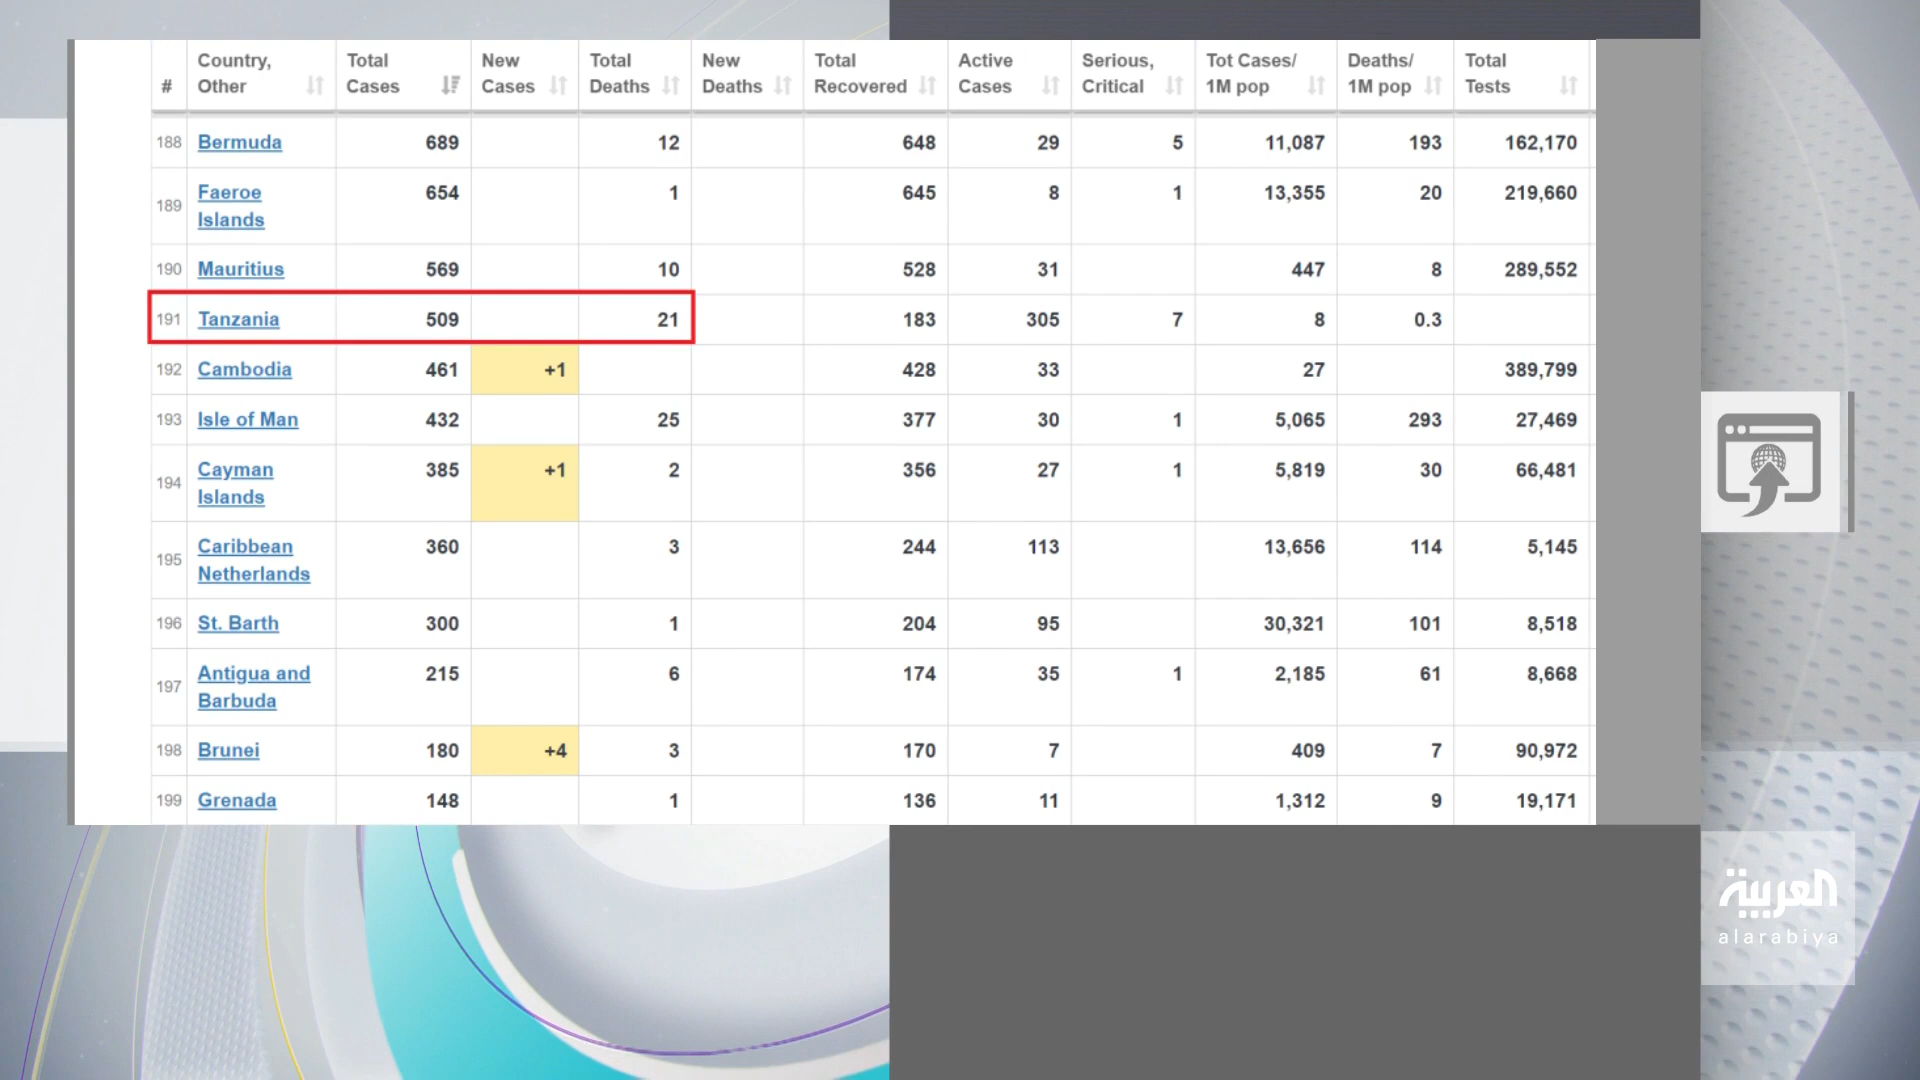 # Country, Other Total Cases New Cases Total Deaths New Deaths Total Recovered Active Cases Serious, Critical Tot Cases/ 1M pop Deaths/ 1M pop Total Tests
188 Bermuda 689 12 648 29 5 11,087 193 162,170
189 Faeroe Islands 654 1 645 8 1 13,355 20 219,660
190 Mauritius 569 10 528 31 447 8 289,552
191 Tanzania 509 21 183 305 7 8 0.3
192 Cambodia 461 +1 428 33 27 389,799
193 Isle of Man 432 25 377 30 1 5,065 293 27,469
194 Cayman Islands 385 +1 2 356 27 1 5,819 30 66,481
195 Caribbean Netherlands 360 3 244 113 13,656 114 5,145
196 St. Barth 300 1 204 95 30,321 101 8,518
197 Antigua and Barbuda 215 6 174 35 1 2,185 61 8,668
198 Brunei 180 +4 3 170 7 409 7 90,972
199 Grenada 148 1 136 11 1,312 9 19,171
العربية
alarabiya